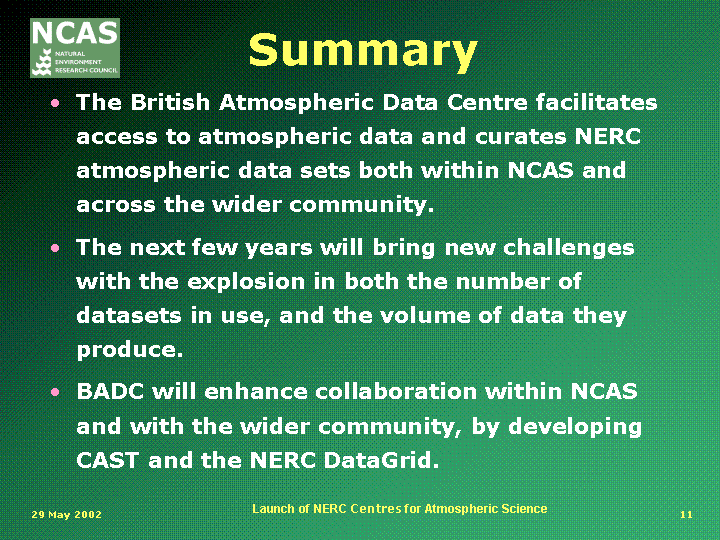 NCAS
NATURAL
ENVIRONMENT
RESEARCH COUNCIL
Summary
• The British Atmospheric Data Centre facilitates
access to atmospheric data and curates NERC
atmospheric data sets both within NCAS and
across the wider community.
• The next few years will bring new challenges
with the explosion in both the number of
datasets in use, and the volume of data they
produce.
• BADC will enhance collaboration within NCAS
and with the wider community, by developing
CAST and the NERC DataGrid.
29 May 2002
Launch of NERC Centres for Atmospheric Science
11